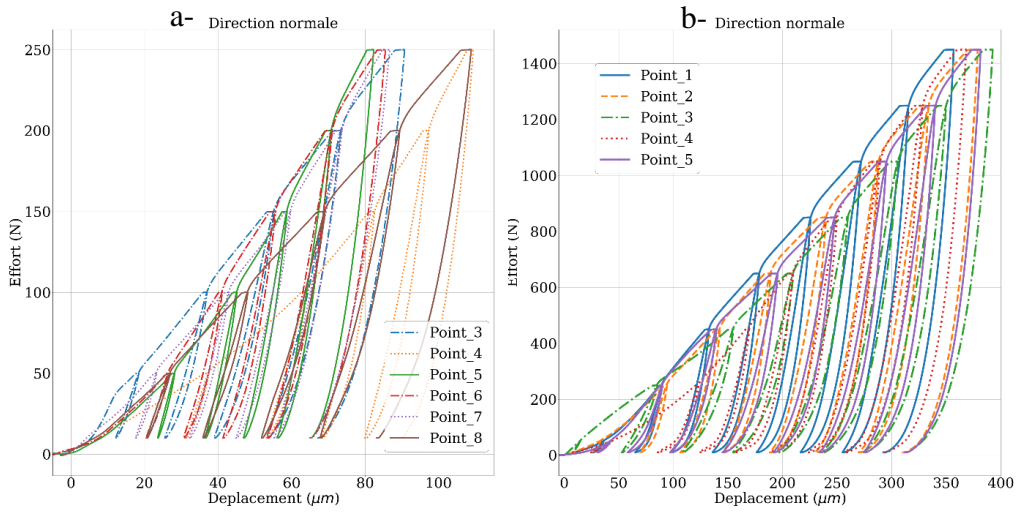 a-
Direction normale
250
200
150
100
50
0
Effort (N)
0 20 40 60 80 100
Deplacement (μm)
Point_3
Point_4
Point_5
Point_6
Point_7
Point_8
b-
Direction normale
1400
1200
1000
800
600
400
200
0
Effort (N)
0 50 100 150 200 250 300 350 400
Deplacement (μm)
Point_1
Point_2
Point_3
Point_4
Point_5